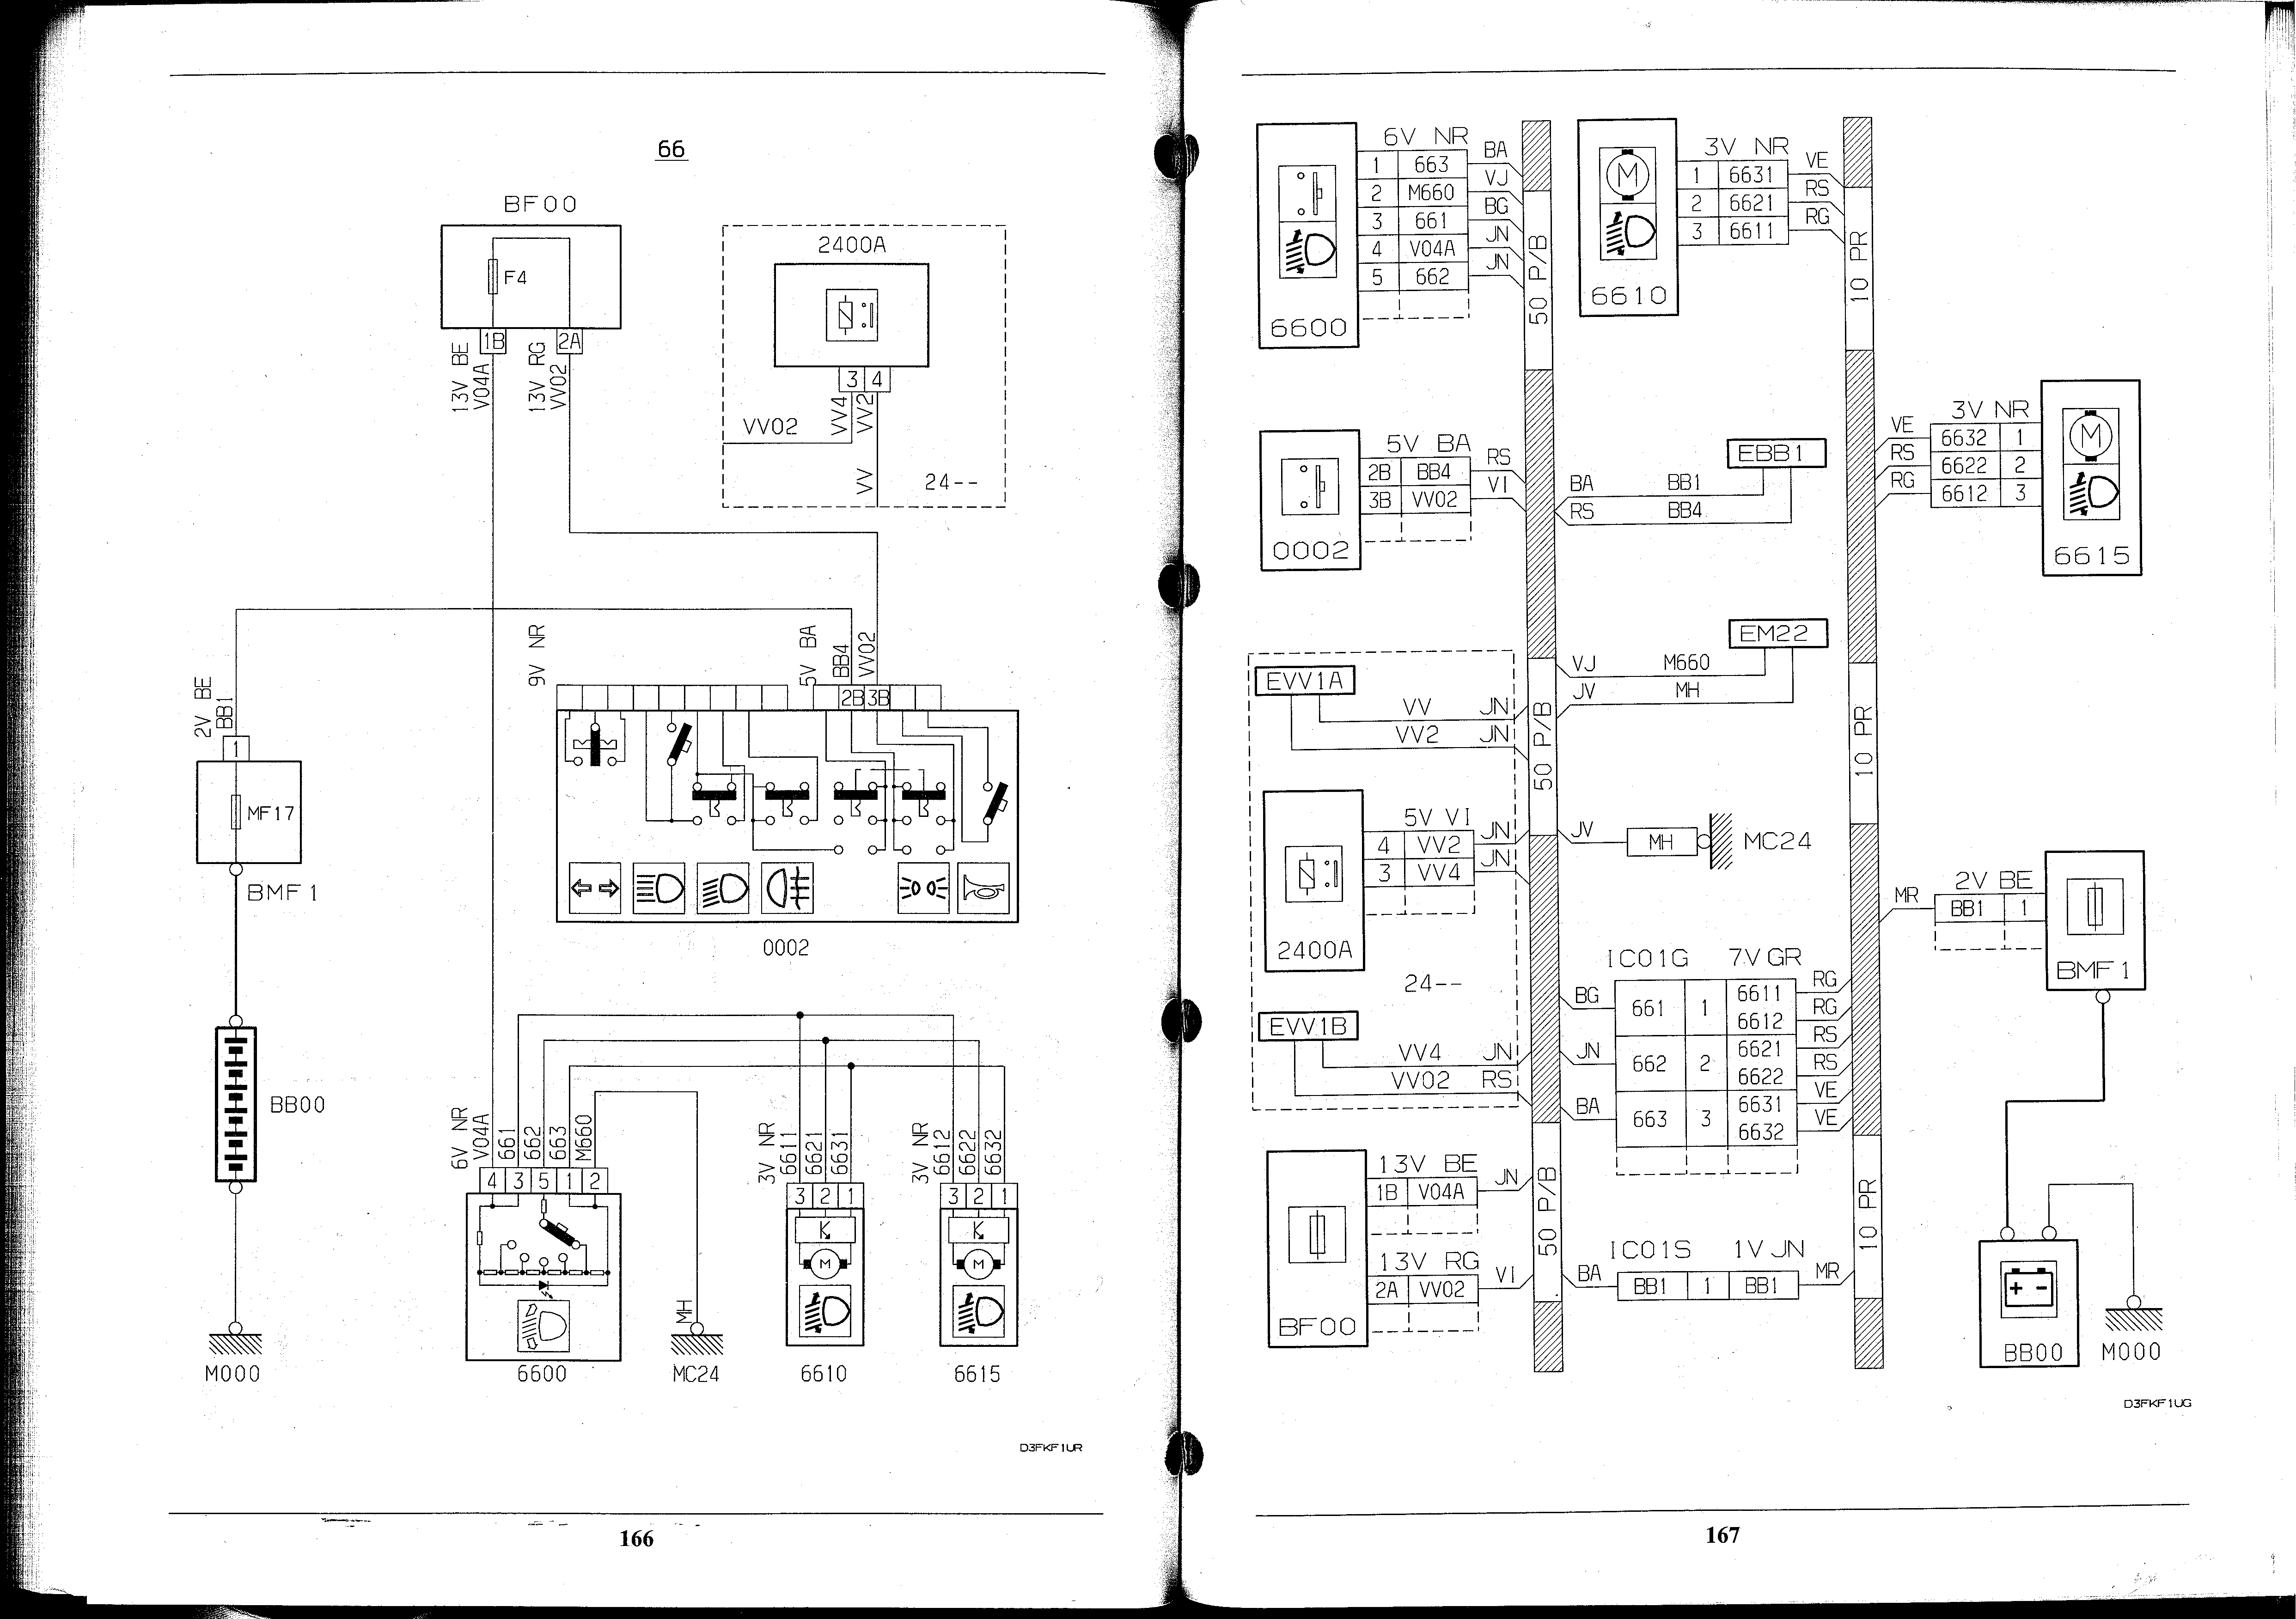 66
BF00
F4
1B
2A
13V BE
V04A
13V RG
VV02
2400A
3
4
VV4
VV2
VV02
VV
24--
2V BE
BB1
1
MF17
BMF1
9V NR
5V BA
BB4
VV02
2B
3B
0002
BB00
M000
6V NR
V04A
661
662
663
M660
4
3
5
1
2
6600
MH
MC24
3V NR
6611
6621
6631
3
2
1
K
M
6610
3V NR
6612
6622
6632
3
2
1
K
M
6615
D3FKF1UR
166
6V NR
1 663 BA
2 M660 VJ
3 661 BG
4 V04A JN
5 662 JN
6600
50 P/B
M
3V NR
1 6631 VE
2 6621 RS
3 6611 RG
6610
10 PR
3V NR
VE 6632 1
RS 6622 2
RG 6612 3
M
6615
5V BA
2B BB4 RS
3B VV02 VI
0002
EBB1
BA BB1
RS BB4
EM22
VJ M660
JV MH
EVV1A
VV JN
VV2 JN
50 P/B
10 PR
5V VI
4 VV2 JN
3 VV4 JN
2400A
24--
JV MH MC24
2V BE
MR BB1 1
BMF1
IC01G 7V GR
BG 661 1 6611 RG
6612 RG
JN 662 2 6621 RS
6622 RS
BA 663 3 6631 VE
6632 VE
EVV1B
VV4 JN
VV02 RS
13V BE
1B V04A JN
13V RG
2A VV02 VI
BF00
50 P/B
10 PR
IC01S 1V JN
BA BB1 1 BB1 MR
+ -
BB00
M000
D3FKF1UG
167